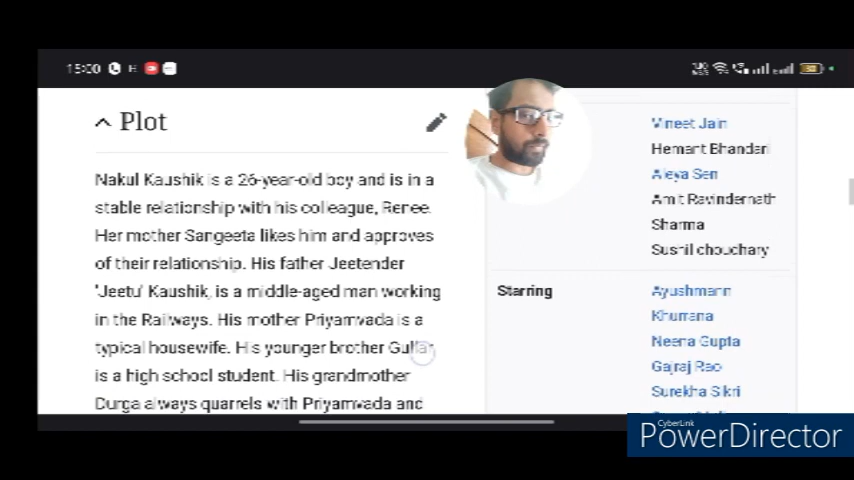 15:00
Plot
Nakul Kaushik is a 26-year-old boy and is in a
stable relationship with his colleague, Renee.
Her mother Sangeeta likes him and approves
of their relationship. His father Jeetender
'Jeetu' Kaushik, is a middle-aged man working
in the Railways. His mother Priyamvada is a
typical housewife. His younger brother Gullar
is a high school student. His grandmother
Durga always quarrels with Priyamvada and
Vineet Jain
Hemant Bhandari
Aleya Sen
Amit Ravindernath
Sharma
Sushil chouchary
Starring
Ayushmann
Khurrana
Neena Gupta
Gajraj Rao
Surekha Sikri
CyberLink
PowerDirector